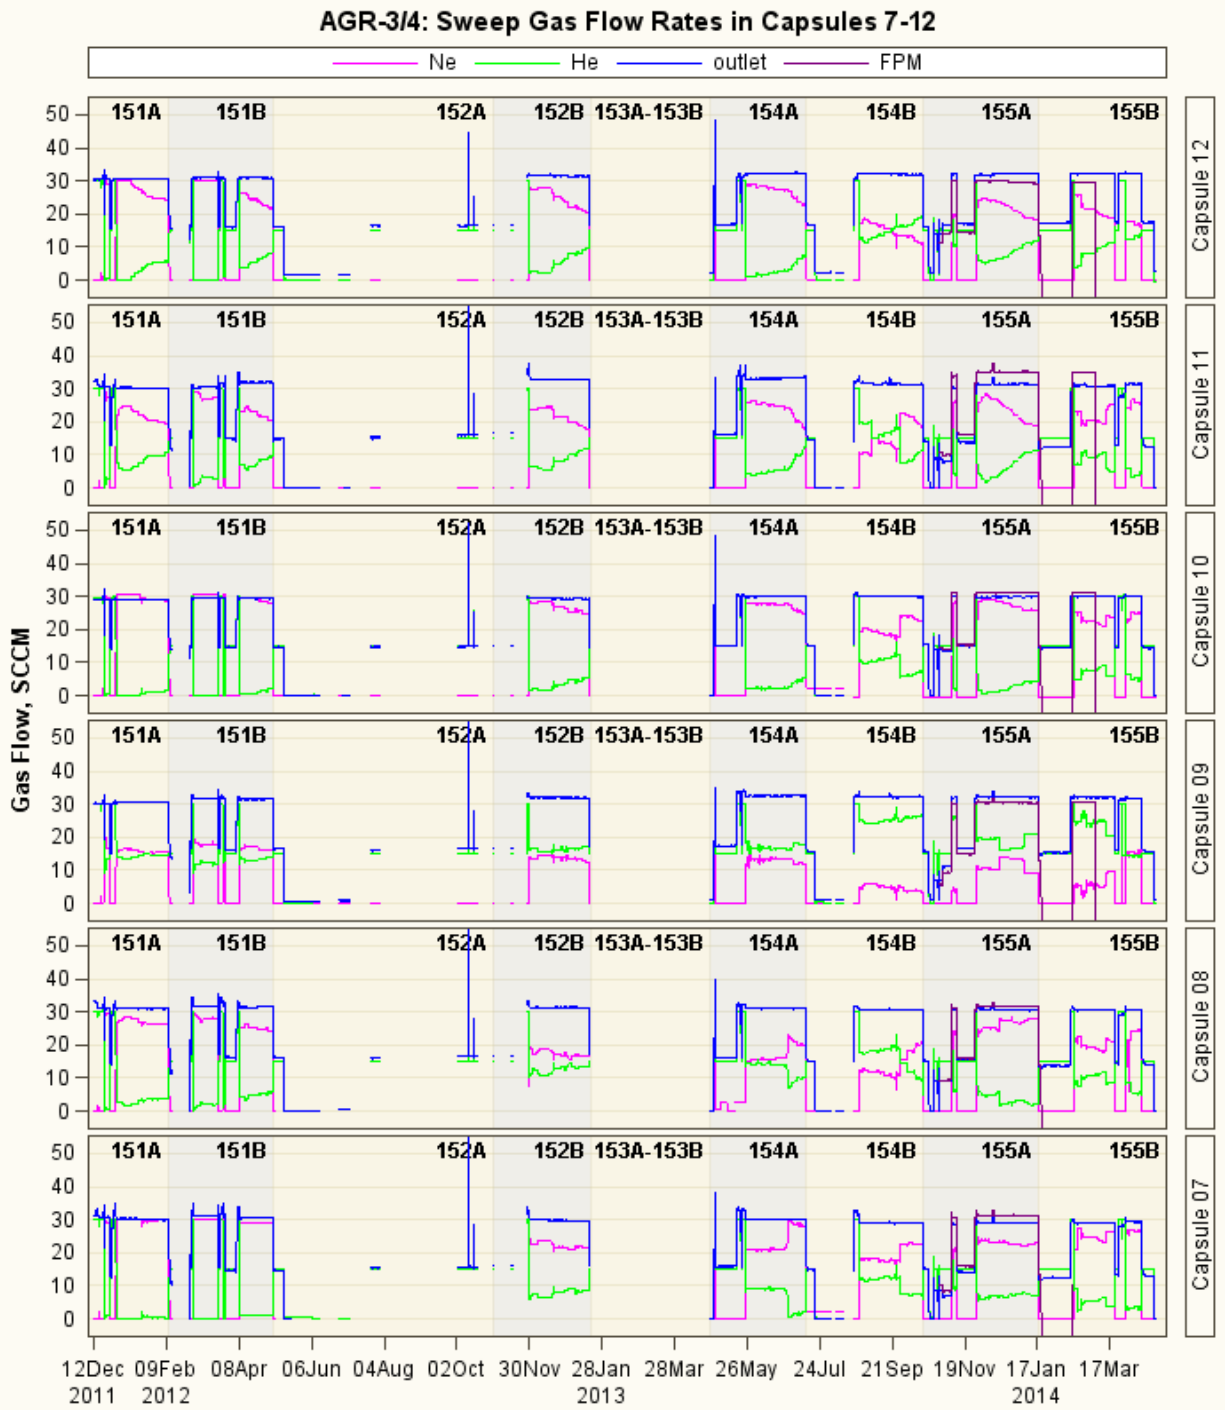 AGR-3/4: Sweep Gas Flow Rates in Capsules 7-12
Ne He outlet FPM
151A 151B 152A 152B 153A-153B 154A 154B 155A 155B
50
40
30
20
10
0
Capsule 12
151A 151B 152A 152B 153A-153B 154A 154B 155A 155B
50
40
30
20
10
0
Capsule 11
151A 151B 152A 152B 153A-153B 154A 154B 155A 155B
50
40
30
20
10
0
Capsule 10
Gas Flow, SCCM
151A 151B 152A 152B 153A-153B 154A 154B 155A 155B
50
40
30
20
10
0
Capsule 09
151A 151B 152A 152B 153A-153B 154A 154B 155A 155B
50
40
30
20
10
0
Capsule 08
151A 151B 152A 152B 153A-153B 154A 154B 155A 155B
50
40
30
20
10
0
Capsule 07
12Dec 09Feb 08Apr 06Jun 04Aug 02Oct 30Nov 28Jan 28Mar 26May 24Jul 21Sep 19Nov 17Jan 17Mar
2011 2012 2013 2014